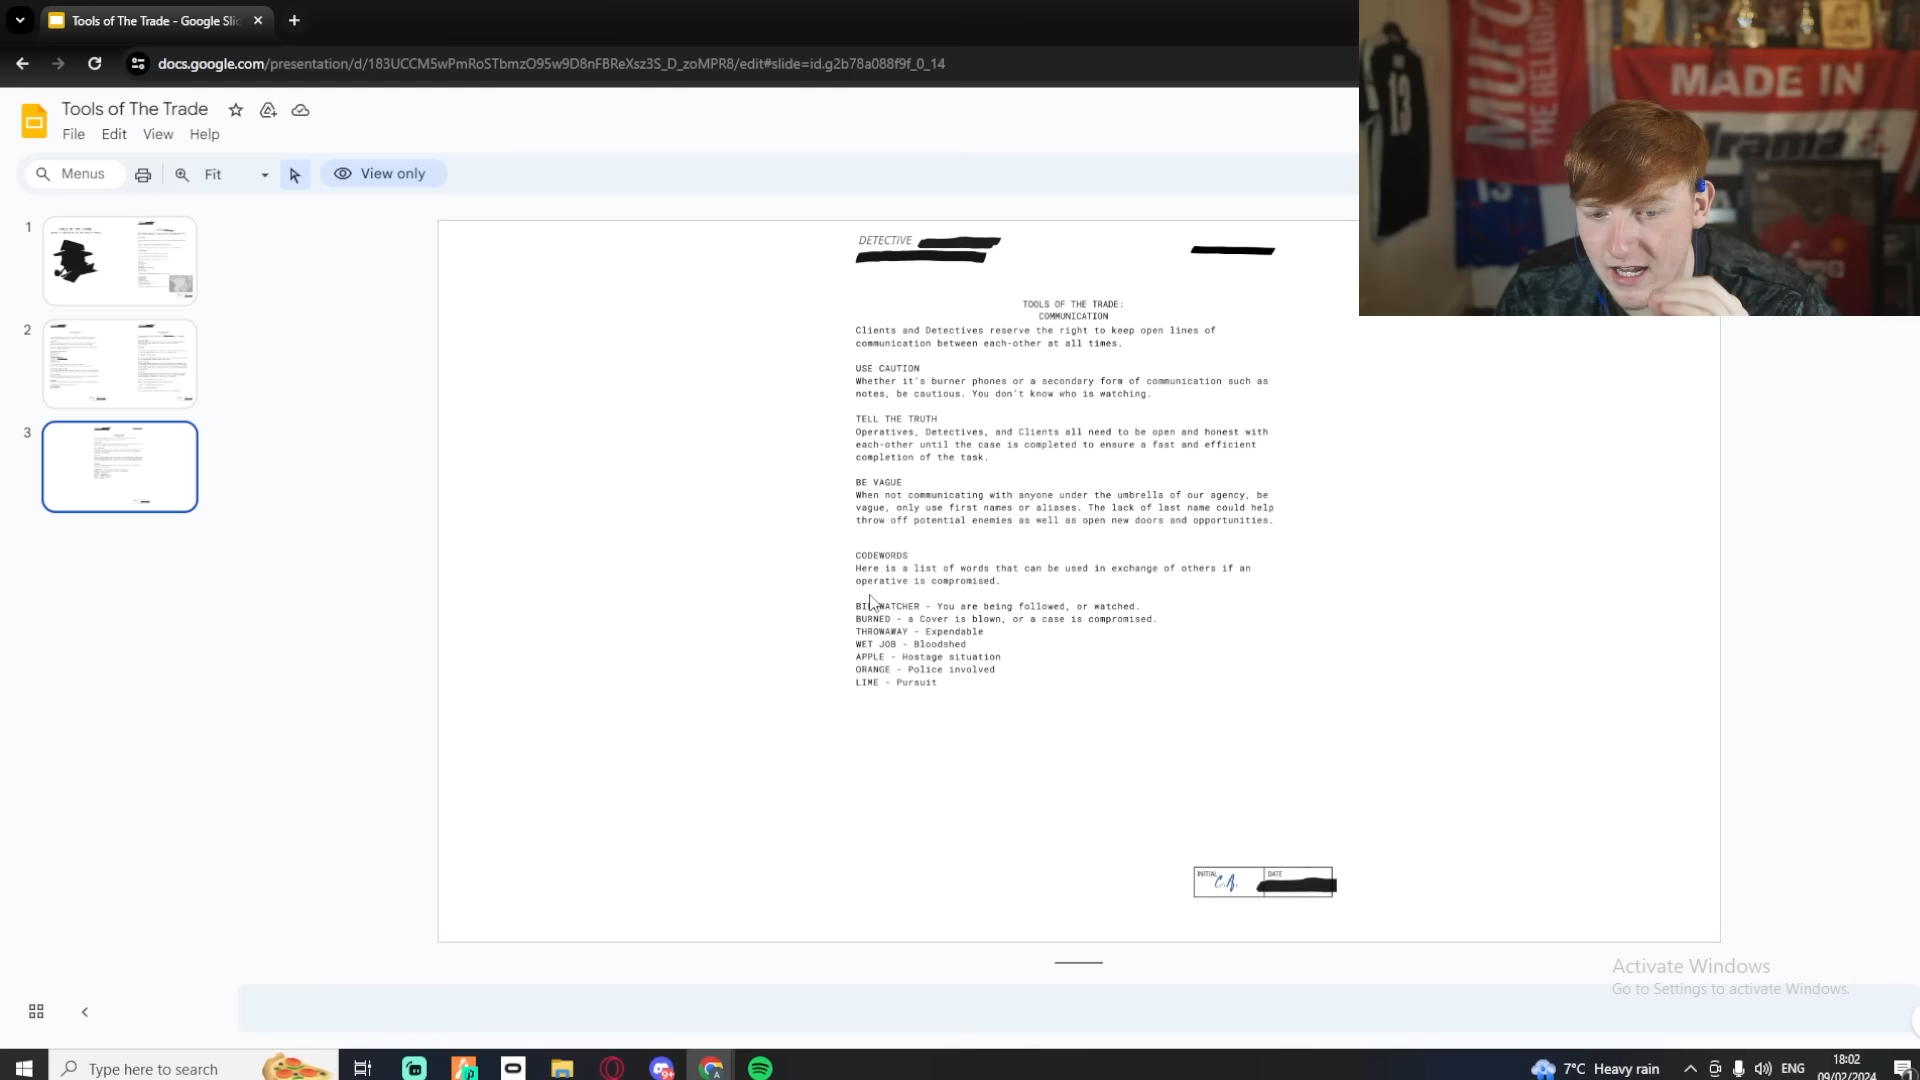 Tools of The Trade - Google Sli
docs.google.com/presentation/d/183UCCM5wPmRoSTbmzO95w9D8nFBReXsz3S_D_zoMPR8/edit#slide=id.g2b78a088f9f_0_14
Tools of The Trade
File Edit View Help
Menus
Fit
View only
1
2
3
DETECTIVE
TOOLS OF THE TRADE:
COMMUNICATION
Clients and Detectives reserve the right to keep open lines of
communication between each-other at all times.
USE CAUTION
Whether it's burner phones or a secondary form of communication such as
notes, be cautious. You don't know who is watching.
TELL THE TRUTH
Operatives, Detectives, and Clients all need to be open and honest with
each-other until the case is completed to ensure a fast and efficient
completion of the task.
BE VAGUE
When not communicating with anyone under the umbrella of our agency, be
vague, only use first names or aliases. The lack of last name could help
throw off potential enemies as well as open new doors and opportunities.
CODEWORDS
Here is a list of words that can be used in exchange of others if an
operative is compromised.
WATCHER - You are being followed, or watched.
BURNED - a Cover is blown, or a case is compromised.
THROWAWAY - Expendable
WET JOB - Bloodshed
APPLE - Hostage situation
ORANGE - Police involved
LIME - Pursuit
INITIAL C.A. DATE
MUFC
THE RELIGION
MADE IN
drama
13
Activate Windows
Go to Settings to activate Windows.
Type here to search
7°C Heavy rain
ENG
18:02
09/02/2024